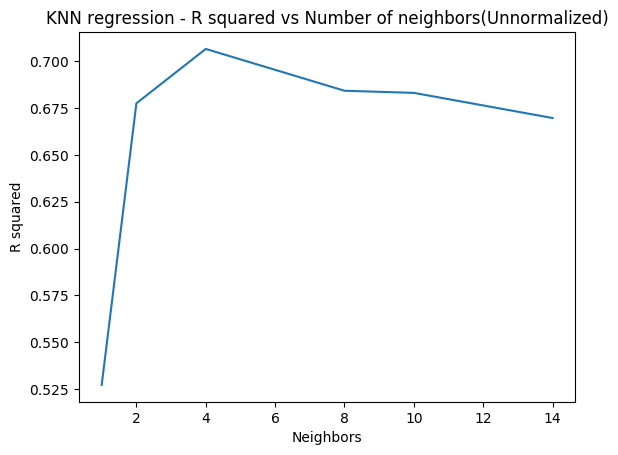 KNN regression - R squared vs Number of neighbors(Unnormalized)
0.700
0.675
0.650
0.625
0.600
0.575
0.550
0.525
R squared
2 4 6 8 10 12 14
Neighbors